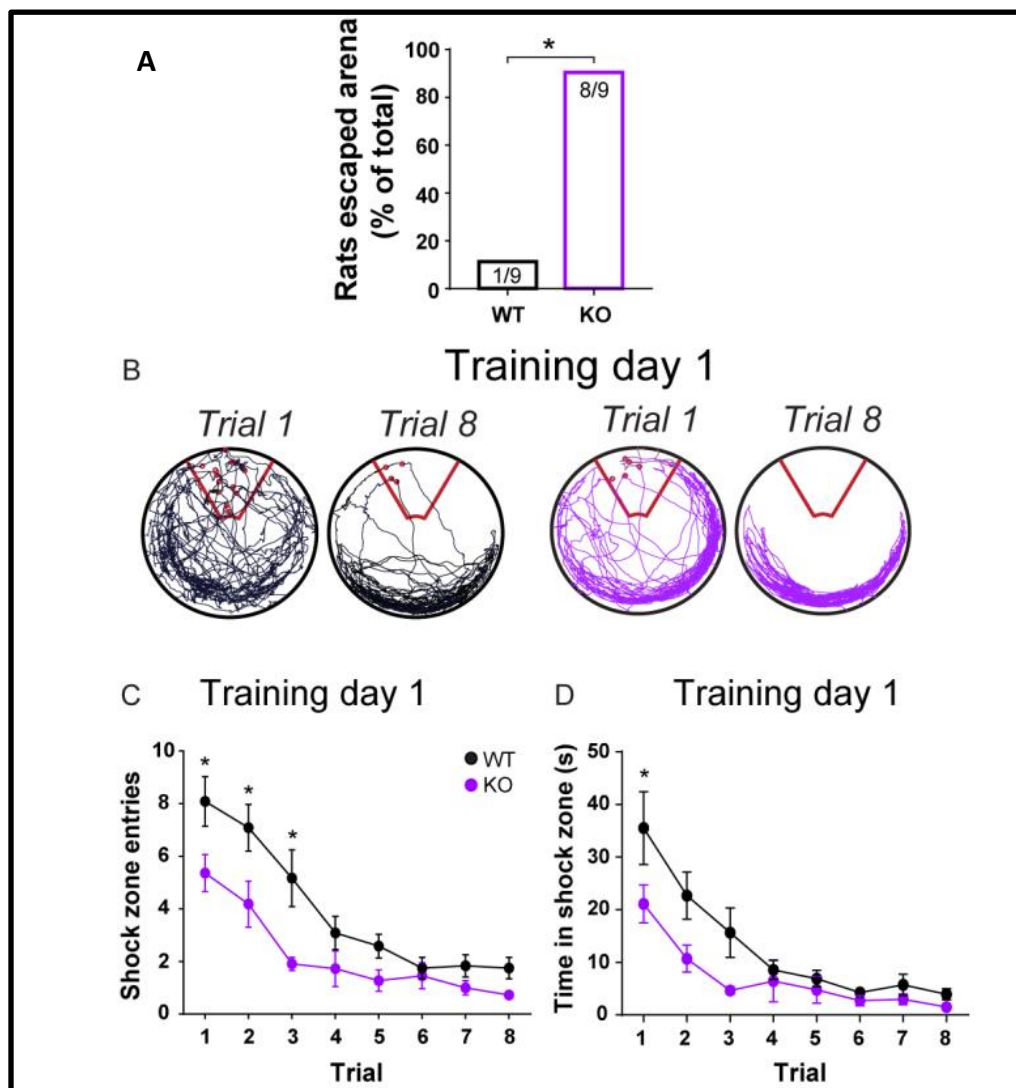 A
Rats escaped arena
(% of total)
100
80
60
40
20
0
*
1/9
8/9
WT
KO
B
Training day 1
Trial 1
Trial 8
Trial 1
Trial 8
C
Training day 1
Shock zone entries
10
8
6
4
2
0
*
*
*
WT
KO
1
2
3
4
5
6
7
8
Trial
D
Training day 1
Time in shock zone (s)
50
40
30
20
10
0
*
1
2
3
4
5
6
7
8
Trial